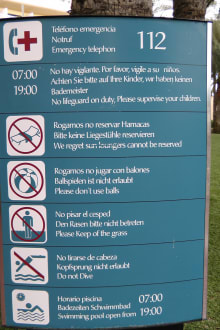 Teléfono emergencia
Notruf
Emergency telephon
112
07:00
19:00
No hay vigilante. Por favor, vigile a su niños.
Achten Sie bitte auf Ihre Kinder, wir haben keinen
Bademeister
No lifeguard on duty, Please supervise your children.
Rogamos no reservar Hamacas
Bitte keine Liegestühle reservieren
We regret sun loungers cannot be reserved
Rogamos no jugar con balones
Ballspielen ist nicht erlaubt
Please don't use balls
No pisar el cesped
Den Rasen bitte nicht betreten
Please Keep of the grass
No tirarse de cabeza
Kopfsprung nicht erlaubt
Do not Dive
Horario piscina
Badezeiten Schwimmbad
Swimming pool open from
07:00
19:00